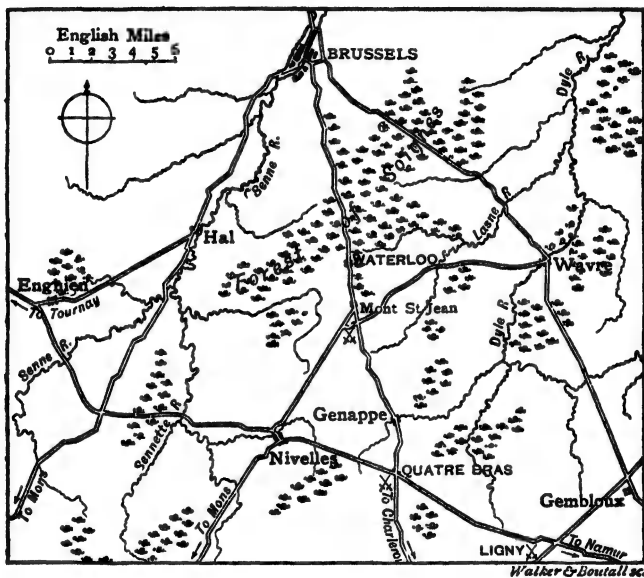 English Miles
0 1 2 3 4 5 6
BRUSSELS
Dyle R.
Senne R.
Forest of Soignies
Lasne R.
Hal
WATERLOO
Wavre
Enghien
To Tournay
Mont St Jean
Dyle R.
Senne R.
Genappe
Sennette R.
Nivelles
QUATRE BRAS
To Mons
To Mons
To Charleroi
Gembloux
To Namur
LIGNY
Walker & Boutall sc.